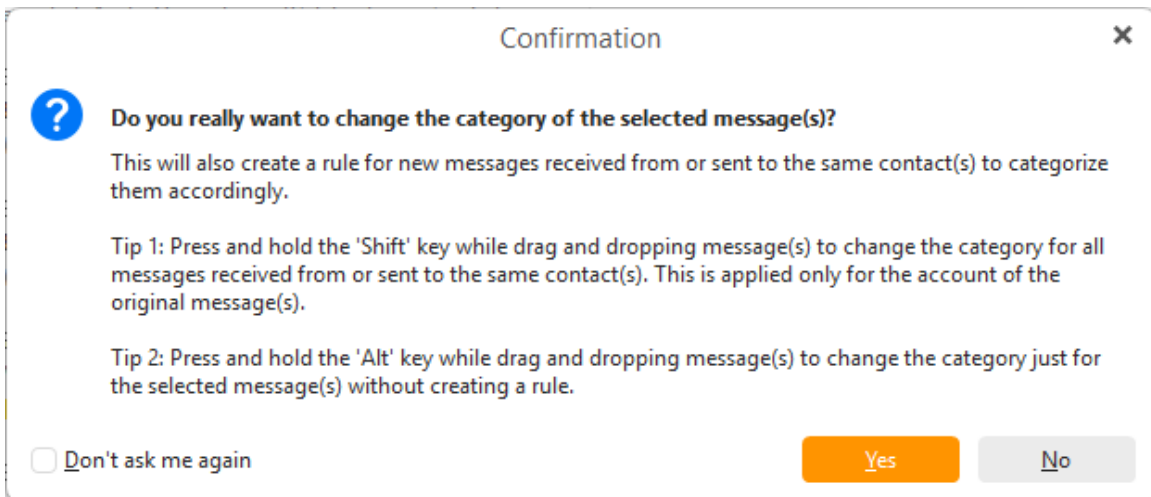 Confirmation
Do you really want to change the category of the selected message(s)?
This will also create a rule for new messages received from or sent to the same contact(s) to categorize
them accordingly.
Tip 1: Press and hold the 'Shift' key while drag and dropping message(s) to change the category for all
messages received from or sent to the same contact(s). This is applied only for the account of the
original message(s).
Tip 2: Press and hold the 'Alt' key while drag and dropping message(s) to change the category just for
the selected message(s) without creating a rule.
Don't ask me again
Yes
No